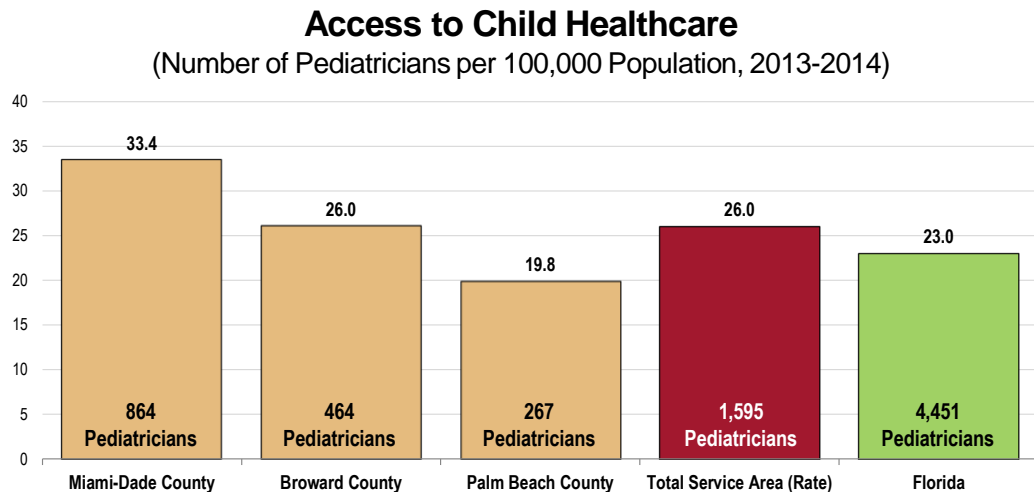 Access to Child Healthcare
(Number of Pediatricians per 100,000 Population, 2013-2014)
40
35
30
25
20
15
10
5
0
33.4
26.0
19.8
26.0
23.0
864
Pediatricians
464
Pediatricians
267
Pediatricians
1,595
Pediatricians
4,451
Pediatricians
Miami-Dade County
Broward County
Palm Beach County
Total Service Area (Rate)
Florida